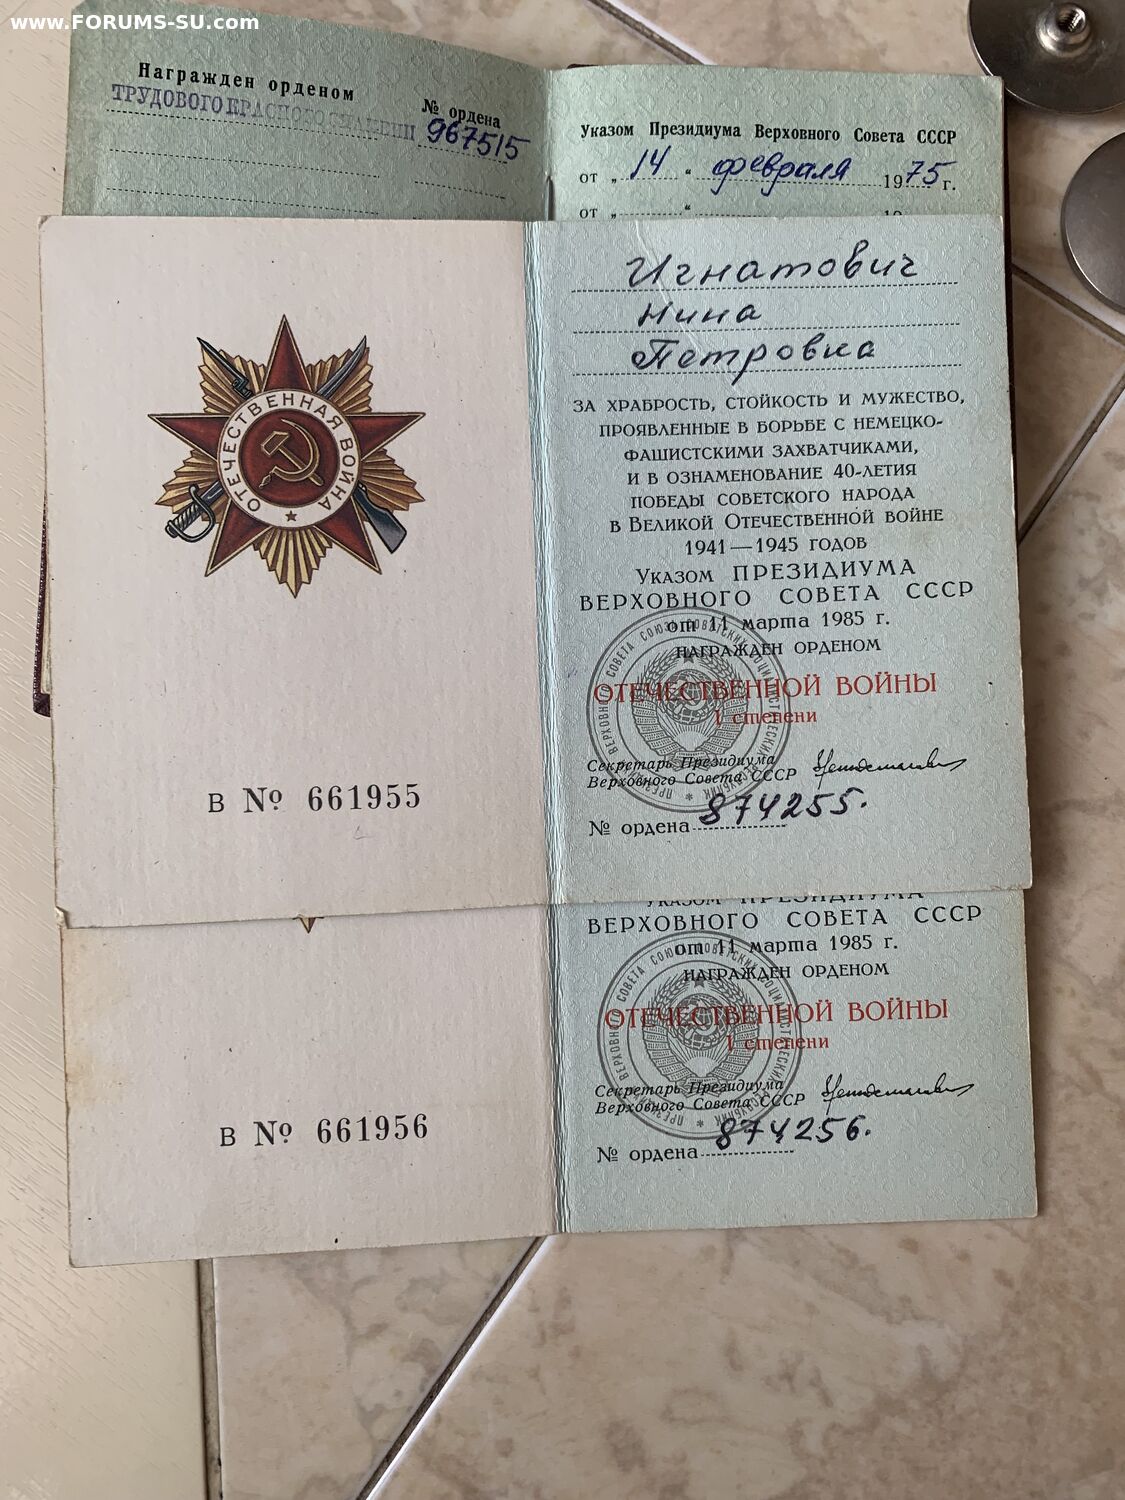 www.FORUMS-SU.com
Награжден орденом
ТРУДОВОГО КРАСНОГО ЗНАМЕНИ
№ ордена
967515
Указом Президиума Верховного Совета СССР
от „ 14 “ февраля 1975 г.
от „ “ 19
ОТЕЧЕСТВЕННАЯ ВОЙНА
В № 661955
Игнатович
Нина
Петровна
ЗА ХРАБРОСТЬ, СТОЙКОСТЬ И МУЖЕСТВО,
ПРОЯВЛЕННЫЕ В БОРЬБЕ С НЕМЕЦКО-
ФАШИСТСКИМИ ЗАХВАТЧИКАМИ,
И В ОЗНАМЕНОВАНИЕ 40-ЛЕТИЯ
ПОБЕДЫ СОВЕТСКОГО НАРОДА
В ВЕЛИКОЙ ОТЕЧЕСТВЕННОЙ ВОЙНЕ
1941—1945 ГОДОВ
УКАЗОМ ПРЕЗИДИУМА
ВЕРХОВНОГО СОВЕТА СССР
от 11 марта 1985 г.
НАГРАЖДЕН ОРДЕНОМ
ОТЕЧЕСТВЕННОЙ ВОЙНЫ
I степени
Секретарь Президиума
Верховного Совета СССР
№ ордена 874255.
В № 661956
УКАЗОМ ПРЕЗИДИУМА
ВЕРХОВНОГО СОВЕТА СССР
от 11 марта 1985 г.
НАГРАЖДЕН ОРДЕНОМ
ОТЕЧЕСТВЕННОЙ ВОЙНЫ
I степени
Секретарь Президиума
Верховного Совета СССР
№ ордена 874256.